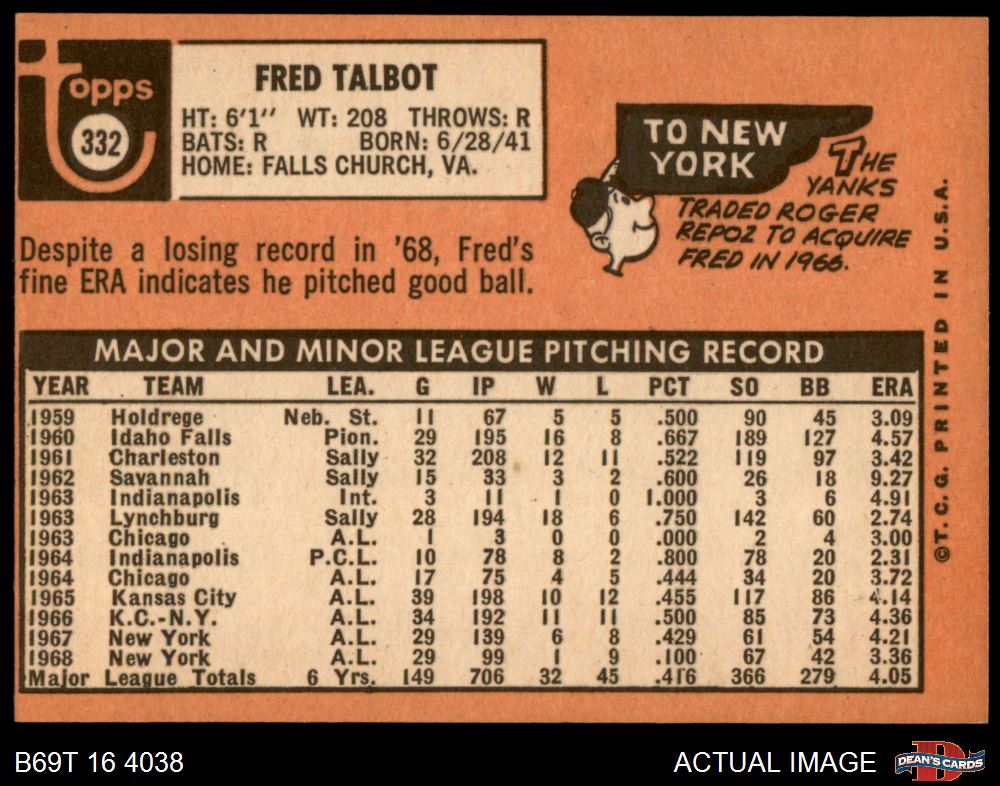 Topps
332
FRED TALBOT
HT: 6'1" WT: 208 THROWS: R
BATS: R BORN: 6/28/41
HOME: FALLS CHURCH, VA.
Despite a losing record in '68, Fred's
fine ERA indicates he pitched good ball.
TO NEW
YORK
THE
YANKS
TRADED ROGER
REPOZ TO ACQUIRE
FRED IN 1966.
MAJOR AND MINOR LEAGUE PITCHING RECORD
YEAR TEAM LEA. G IP W L PCT SO BB ERA
1959 Holdrege Neb. St. 11 67 5 5 .500 90 45 3.09
1960 Idaho Falls Pion. 29 195 16 8 .667 189 127 4.57
1961 Charleston Sally 32 208 12 11 .522 119 97 3.42
1962 Savannah Sally 15 33 3 2 .600 26 18 9.27
1963 Indianapolis Int. 3 11 1 0 1.000 3 6 4.91
1963 Lynchburg Sally 28 194 18 6 .750 142 60 2.74
1963 Chicago A.L. 1 3 0 0 .000 2 4 3.00
1964 Indianapolis P.C.L. 10 78 8 2 .800 78 20 2.31
1964 Chicago A.L. 17 75 4 5 .444 34 20 3.72
1965 Kansas City A.L. 39 198 10 12 .455 117 86 4.14
1966 K.C.-N.Y. A.L. 34 192 11 11 .500 85 73 4.36
1967 New York A.L. 29 139 6 8 .429 61 54 4.21
1968 New York A.L. 29 99 1 9 .100 67 42 3.36
Major League Totals 6 Yrs. 149 706 32 45 .416 366 279 4.05
©T. C. G. PRINTED IN U.S.A.
B69T 16 4038
ACTUAL IMAGE
D
DEAN'S CARDS